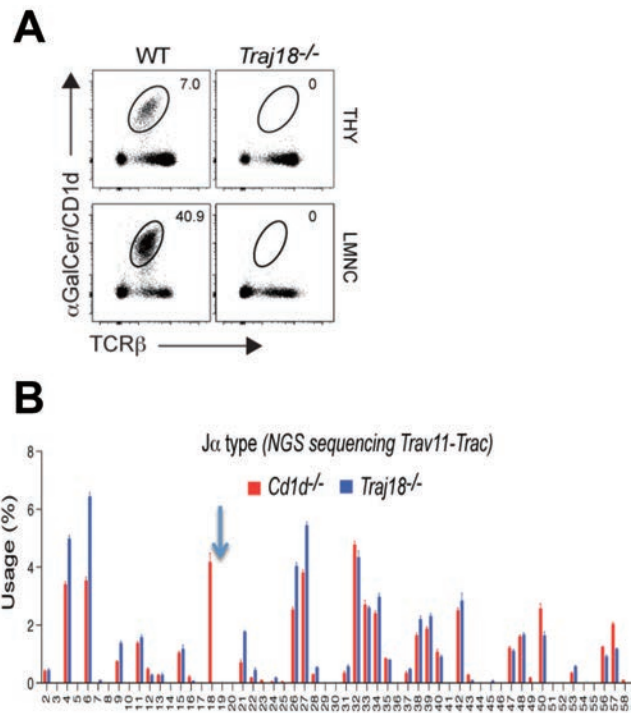 A
WT Traj18-/-
7.0 0
THY
αGalCer/CD1d
40.9 0
LMNC
TCRβ
B
Jα type (NGS sequencing Trav11-Trac)
Cd1d-/- Traj18-/-
Usage (%)
8
6
4
2
0
2 3 4 5 6 7 8 9 10 11 12 13 14 15 16 17 18 19 20 21 22 23 24 25 26 27 28 29 30 31 32 33 34 35 36 37 38 39 40 41 42 43 44 45 46 47 48 49 50 51 52 53 54 55 56 57 58